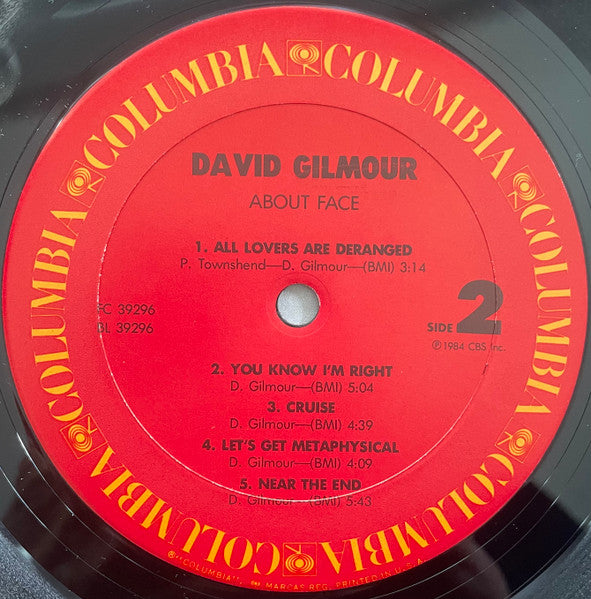 COLUMBIA COLUMBIA COLUMBIA COLUMBIA COLUMBIA COLUMBIA
DAVID GILMOUR
ABOUT FACE
1. ALL LOVERS ARE DERANGED
P. Townshend—D. Gilmour—(BMI) 3:14
FC 39296
BL 39296
SIDE 2
℗ 1984 CBS Inc.
2. YOU KNOW I'M RIGHT
D. Gilmour—(BMI) 5:04
3. CRUISE
D. Gilmour—(BMI) 4:39
4. LET'S GET METAPHYSICAL
D. Gilmour—(BMI) 4:09
5. NEAR THE END
D. Gilmour—(BMI) 5:43
® "COLUMBIA", MARCAS REG. PRINTED IN U.S.A.